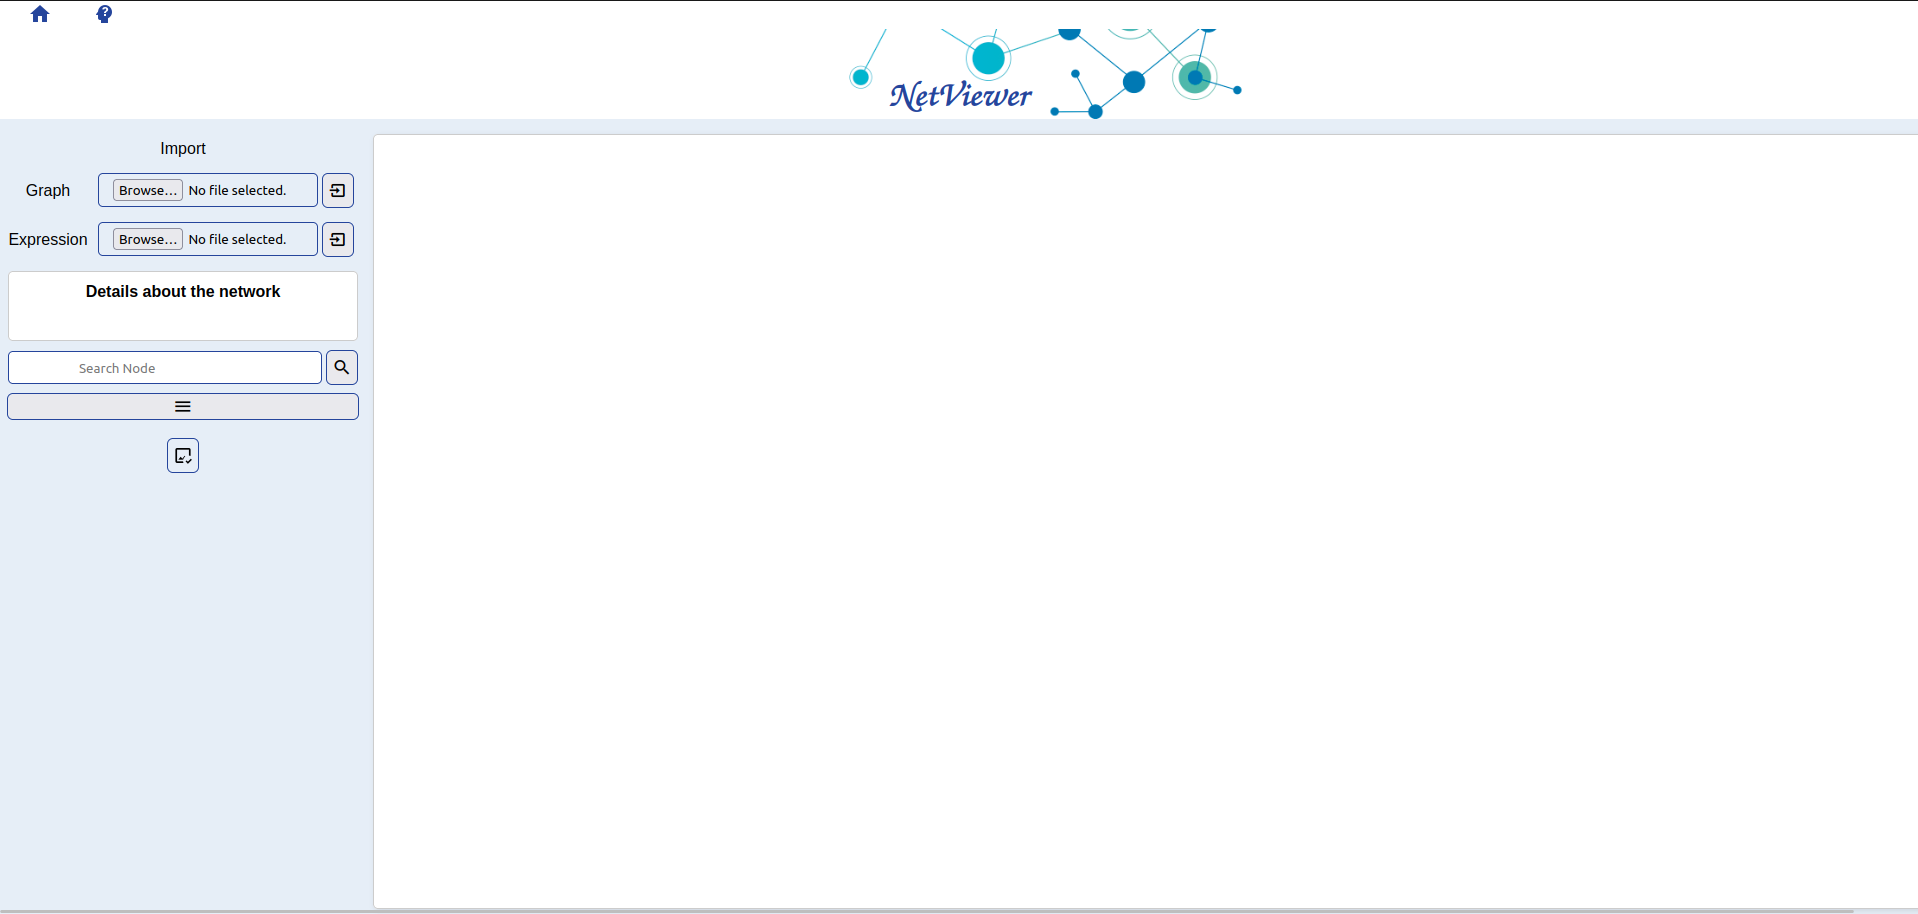 ?
NetViewer
Import
Graph Browse... No file selected.
Expression Browse... No file selected.
Details about the network
Search Node